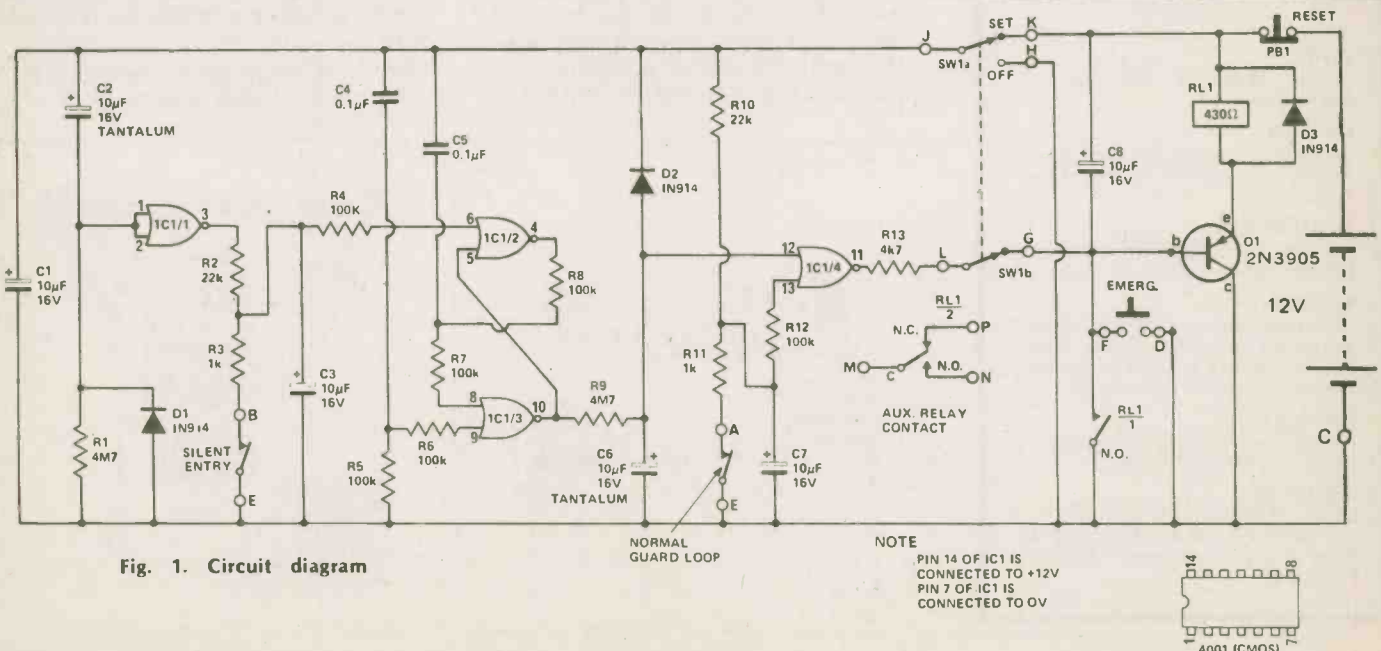 C1
10µF
16V
C2
10µF
16V
TANTALUM
R1
4M7
D1
IN914
1
2
1C1/1
3
R2
22k
R3
1k
B
SILENT
ENTRY
E
C3
10µF
16V
R4
100K
C4
0.1µF
C5
0.1µF
R5
100k
R6
100k
R7
100k
6
5
1C1/2
4
R8
100k
8
9
1C1/3
10
R9
4M7
D2
IN914
C6
10µF
16V
TANTALUM
R10
22k
R11
1k
A
E
NORMAL
GUARD LOOP
R12
100k
C7
10µF
16V
12
13
1C1/4
11
R13
4k7
L
SW1b
G
J
SW1a
SET
K
H
OFF
RL1
2
N.C.
P
M
C
N.O.
N
AUX. RELAY
CONTACT
C8
10µF
16V
EMERG.
F
D
RL1
1
N.O.
RL1
430Ω
D3
IN914
RESET
PB1
b
e
c
Q1
2N3905
12V
C
Fig. 1. Circuit diagram
NOTE
PIN 14 OF IC1 IS
CONNECTED TO +12V
PIN 7 OF IC1 IS
CONNECTED TO 0V
14
8
1
7
4001 (CMOS)